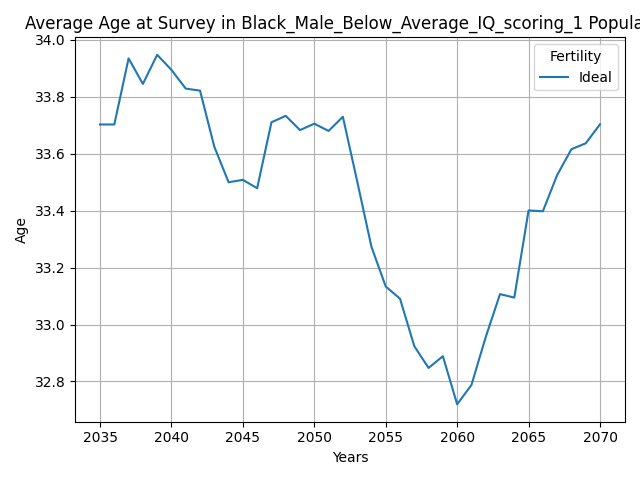 Average Age at Survey in Black_Male_Below_Average_IQ_scoring_1 Popula
34.0
33.8
33.6
33.4
33.2
33.0
32.8
Age
Fertility
Ideal
2035 2040 2045 2050 2055 2060 2065 2070
Years